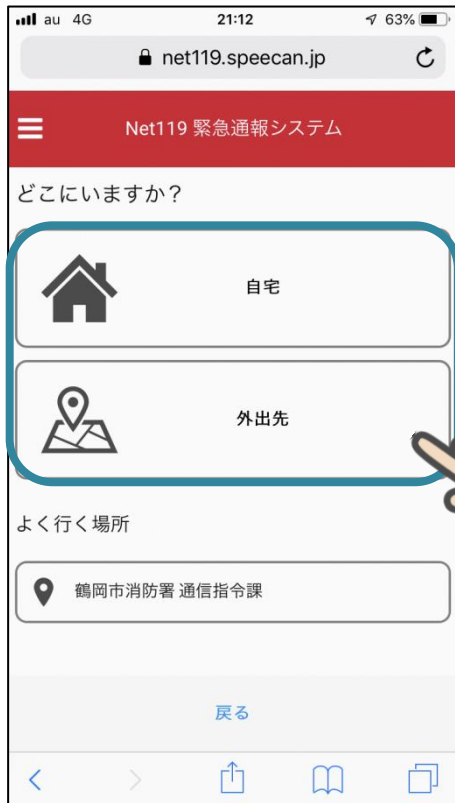 au 4G 21:12 63%
net119.speecan.jp
Net119 緊急通報システム
どこにいますか？
自宅
外出先
よく行く場所
鶴岡市消防署 通信指令課
戻る